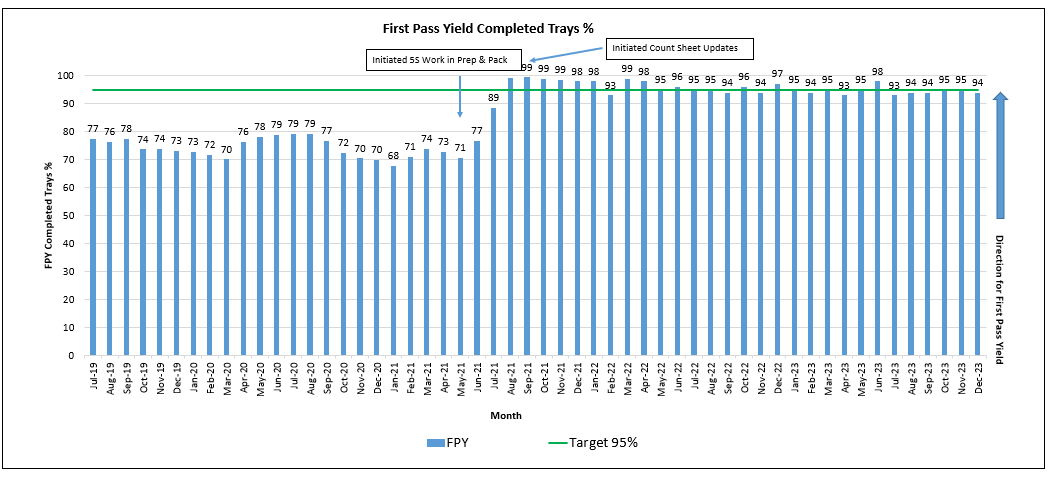 First Pass Yield Completed Trays %
Initiated 5S Work in Prep & Pack
Initiated Count Sheet Updates
FPY Completed Trays %
100
90
80
70
60
50
40
30
20
10
0
77 76 78 74 74 73 73 72 70 76 78 79 79 79 77 72 70 70 68 71 74 73 71 77 89 99 99 99 98 98 93 99 98 95 96 95 95 94 96 94 97 95 94 95 93 95 98 93 94 94 95 95 94
Jul-19 Aug-19 Sep-19 Oct-19 Nov-19 Dec-19 Jan-20 Feb-20 Mar-20 Apr-20 May-20 Jun-20 Jul-20 Aug-20 Sep-20 Oct-20 Nov-20 Dec-20 Jan-21 Feb-21 Mar-21 Apr-21 May-21 Jun-21 Jul-21 Aug-21 Sep-21 Oct-21 Nov-21 Dec-21 Jan-22 Feb-22 Mar-22 Apr-22 May-22 Jun-22 Jul-22 Aug-22 Sep-22 Oct-22 Nov-22 Dec-22 Jan-23 Feb-23 Mar-23 Apr-23 May-23 Jun-23 Jul-23 Aug-23 Sep-23 Oct-23 Nov-23 Dec-23
Month
Direction for First Pass Yield
FPY
Target 95%